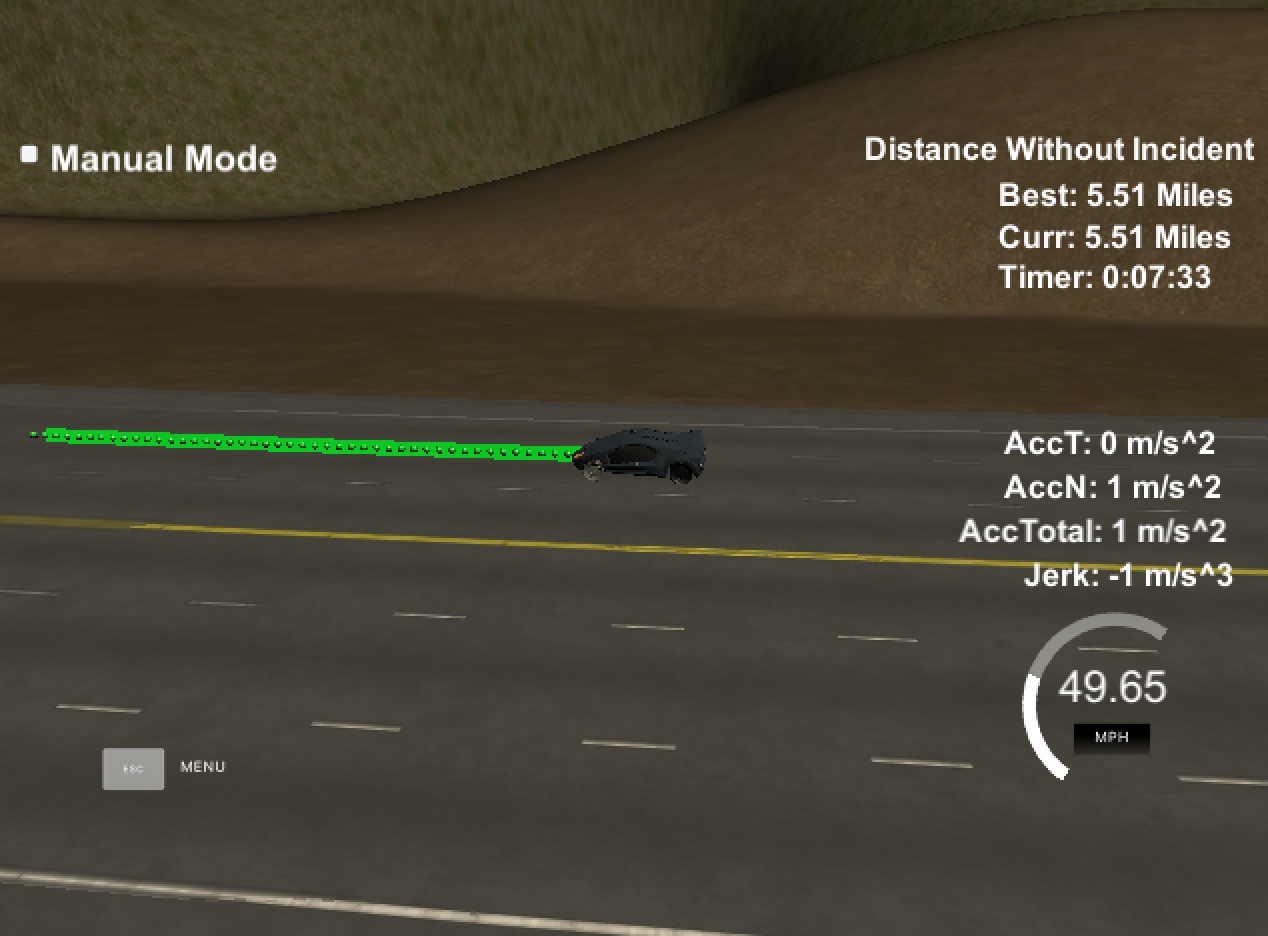 Manual Mode
Distance Without Incident
Best: 5.51 Miles
Curr: 5.51 Miles
Timer: 0:07:33
AccT: 0 m/s^2
AccN: 1 m/s^2
AccTotal: 1 m/s^2
Jerk: -1 m/s^3
49.65
MPH
ESC MENU